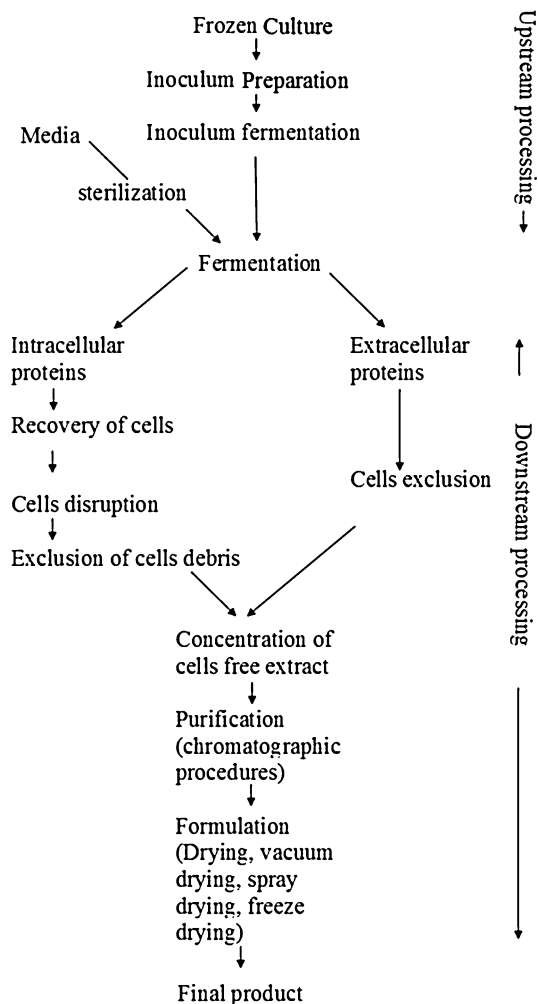 Frozen Culture
Inoculum Preparation
Inoculum fermentation
Media
sterilization
Fermentation
Upstream processing
Intracellular
proteins
Recovery of cells
Cells disruption
Exclusion of cells debris
Extracellular
proteins
Cells exclusion
Downstream processing
Concentration of
cells free extract
Purification
(chromatographic
procedures)
Formulation
(Drying, vacuum
drying, spray
drying, freeze
drying)
Final product